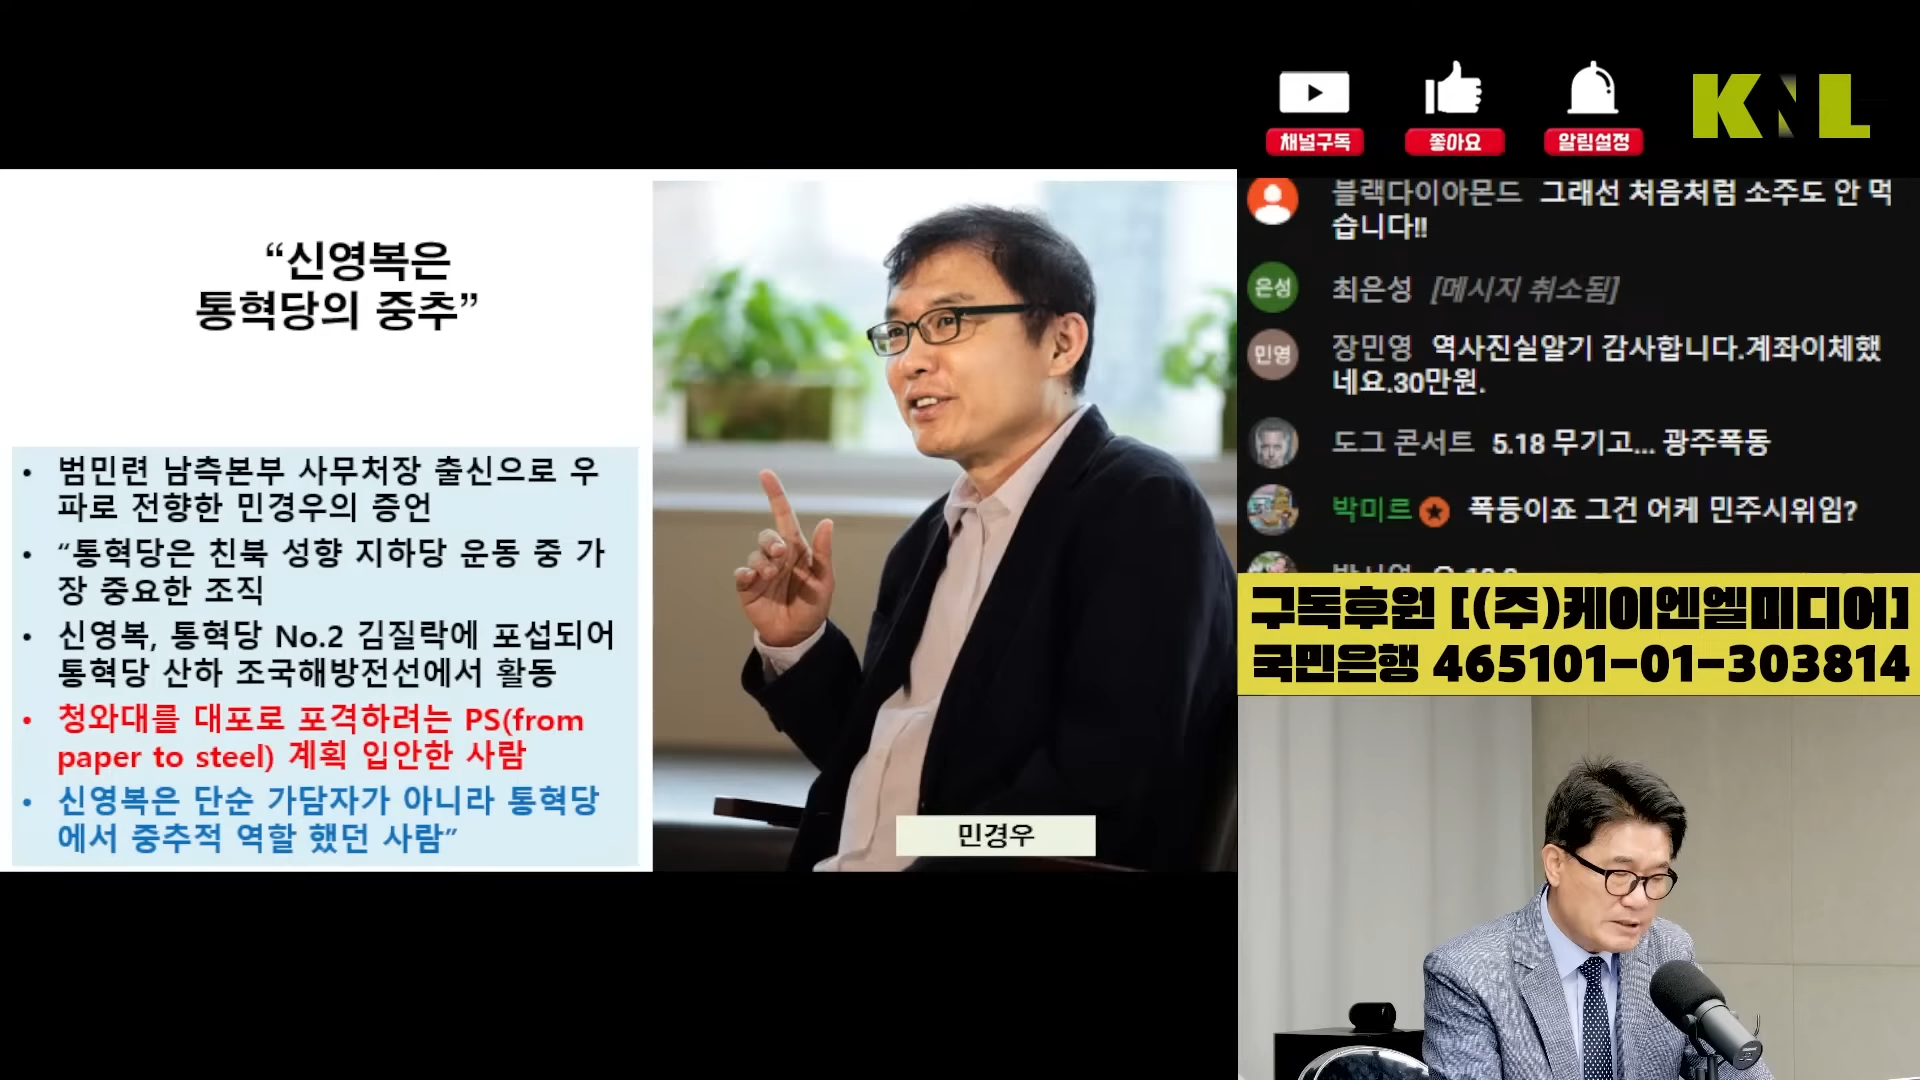 채널구독
좋아요
알림설정
KNL
“신영복은
통혁당의 중추”
• 범민련 남측본부 사무처장 출신으로 우
파로 전향한 민경우의 증언
• “통혁당은 친북 성향 지하당 운동 중 가
장 중요한 조직
• 신영복, 통혁당 No.2 김질락에 포섭되어
통혁당 산하 조국해방전선에서 활동
• 청와대를 대포로 포격하려는 PS(from
paper to steel) 계획 입안한 사람
• 신영복은 단순 가담자가 아니라 통혁당
에서 중추적 역할 했던 사람”
민경우
블랙다이아몬드 그래선 처음처럼 소주도 안 먹
습니다!!
은성 최은성 [메시지 취소됨]
민영 장민영 역사진실알기 감사합니다.계좌이체했
네요.30만원.
도그 콘서트 5.18 무기고... 광주폭동
박미르 폭등이죠 그건 어케 민주시위임?
구독후원 [(주)케이엔엘미디어]
국민은행 465101-01-303814